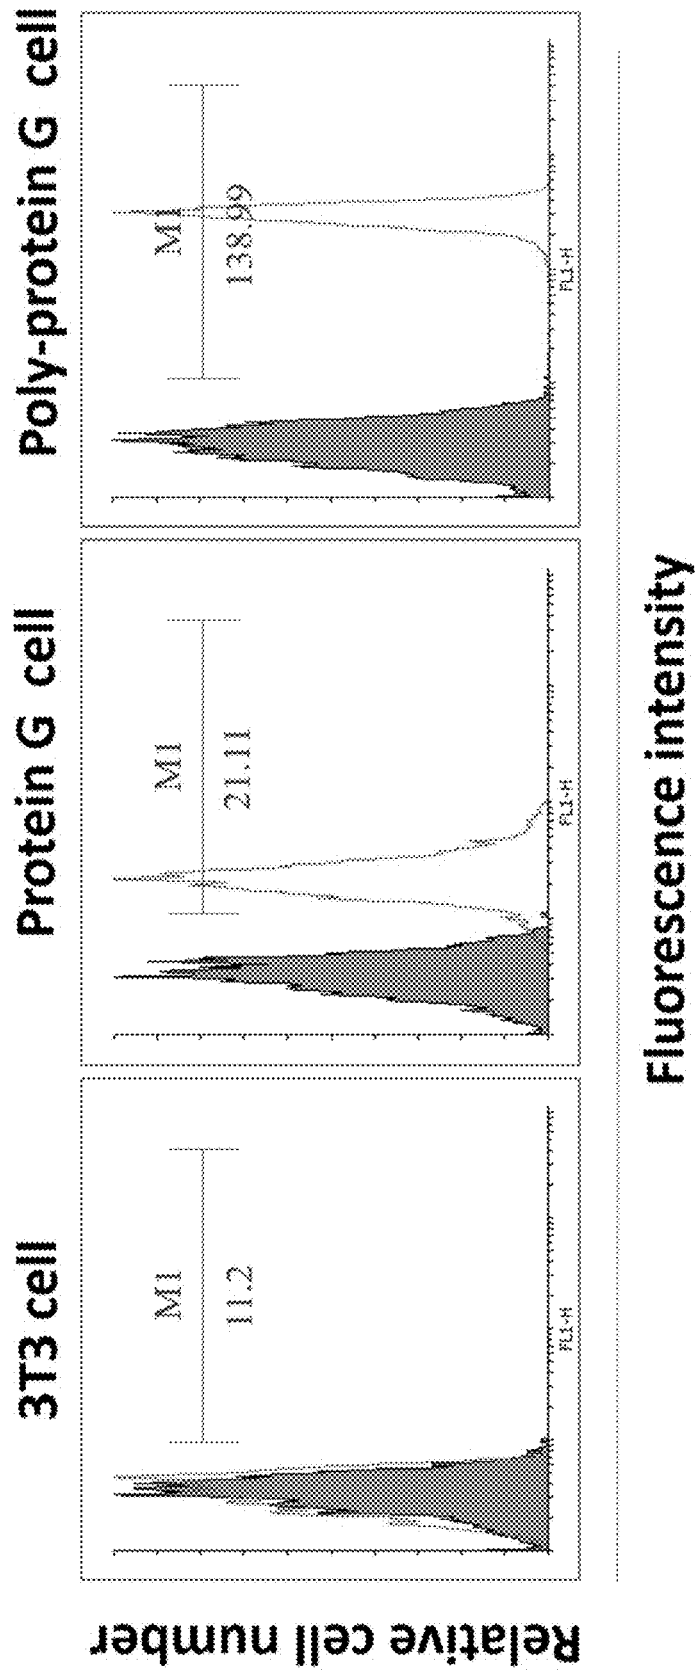 3T3 cell
Protein G cell
Poly-protein G cell
Relative cell number
M1
11.2
FL1-H
M1
21.11
FL1-H
M1
138.99
FL1-H
Fluorescence intensity